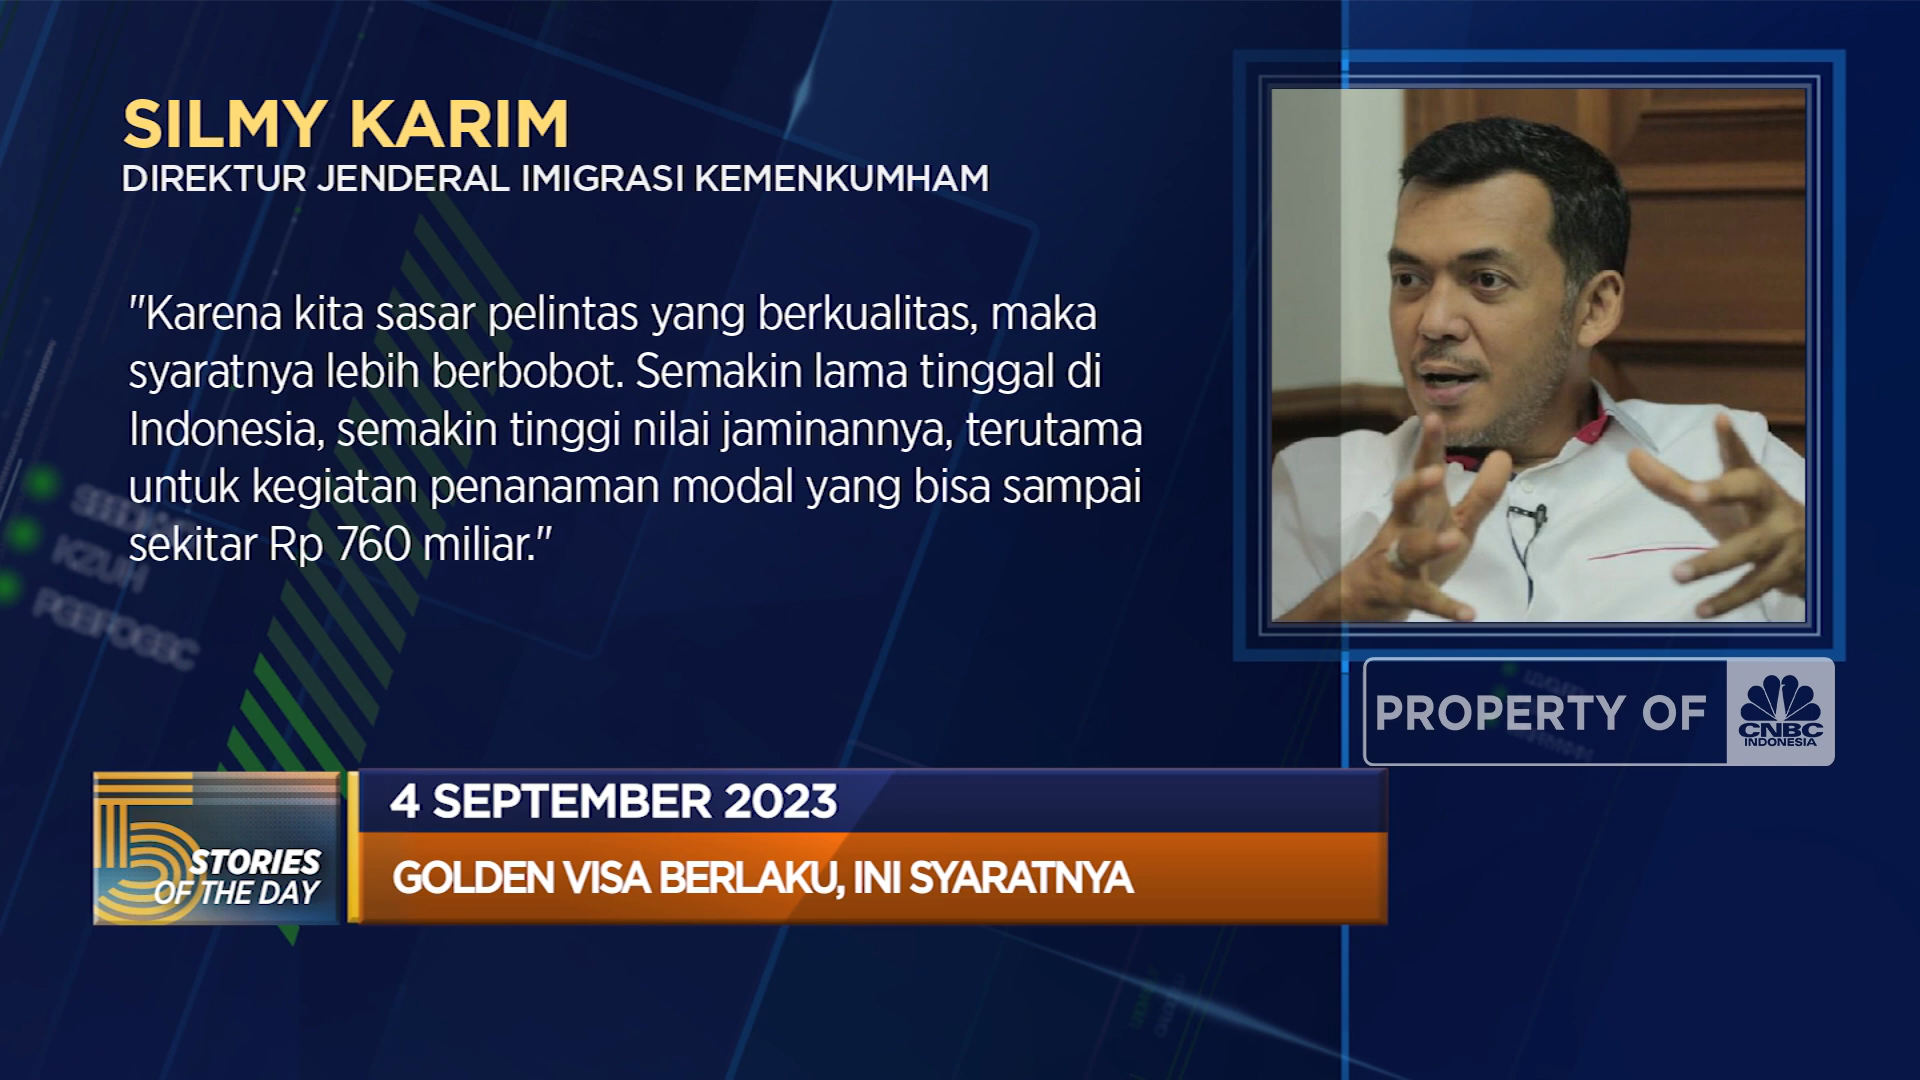 SILMY KARIM
DIREKTUR JENDERAL IMIGRASI KEMENKUMHAM
"Karena kita sasar pelintas yang berkualitas, maka
syaratnya lebih berbobot. Semakin lama tinggal di
Indonesia, semakin tinggi nilai jaminannya, terutama
untuk kegiatan penanaman modal yang bisa sampai
sekitar Rp 760 miliar."
KZUH
PROPERTY OF
CNBC
INDONESIA
4 SEPTEMBER 2023
5 STORIES
OF THE DAY
GOLDEN VISA BERLAKU, INI SYARATNYA